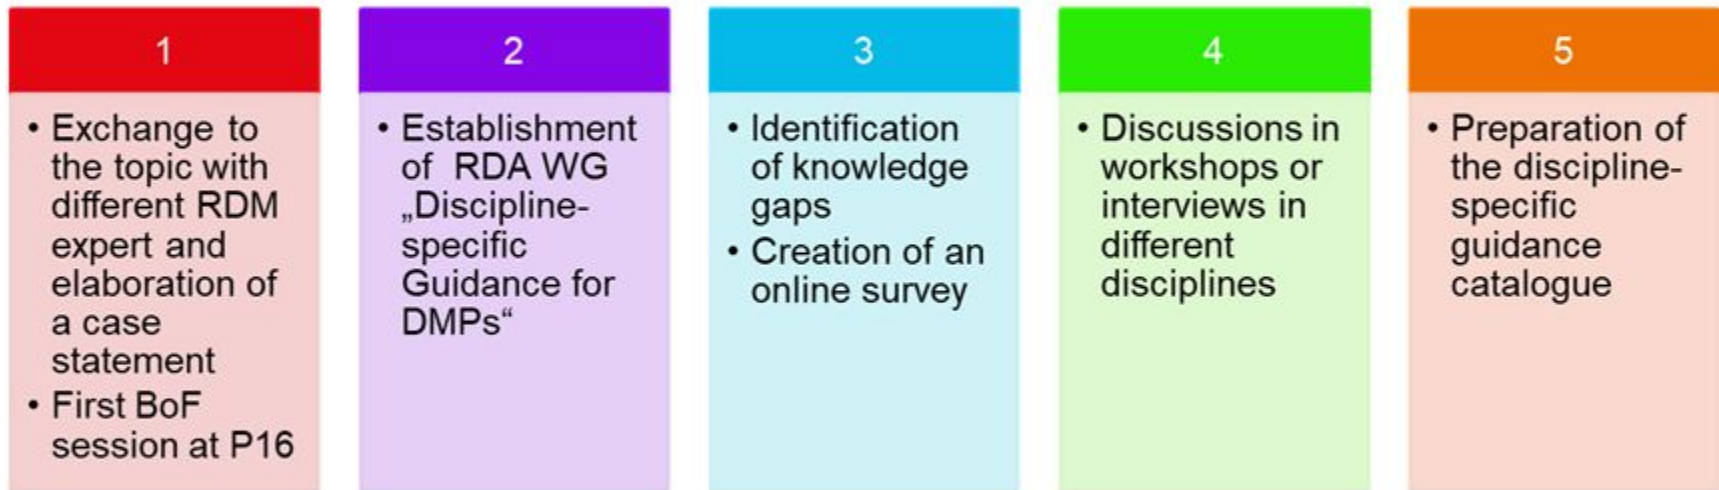 1
• Exchange to
the topic with
different RDM
expert and
elaboration of
a case
statement
• First BoF
session at P16
2
• Establishment
of RDA WG
„Discipline-
specific
Guidance for
DMPs“
3
• Identification
of knowledge
gaps
• Creation of an
online survey
4
• Discussions in
workshops or
interviews in
different
disciplines
5
• Preparation of
the discipline-
specific
guidance
catalogue